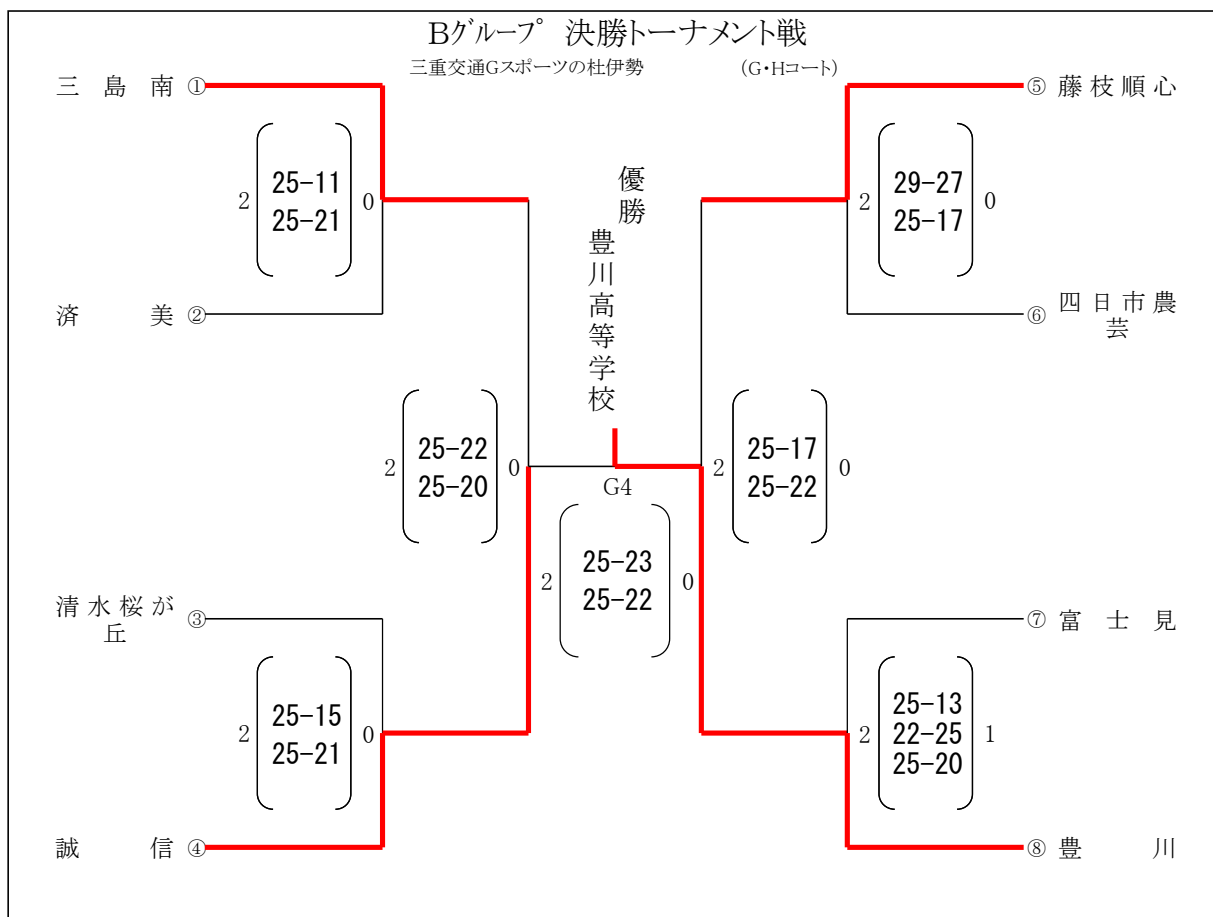 Bグループ 決勝トーナメント戦
三重交通Gスポーツの杜伊勢 (G・Hコート)
三島南 ①
⑤ 藤枝順心
2 25-11 0
25-21
2 29-27 0
25-17
優勝
豊川高等学校
済美 ②
⑥ 四日市農
芸
2 25-22 0
25-20
2 25-17 0
25-22
G4
2 25-23 0
25-22
清水桜が
丘 ③
⑦ 富士見
2 25-15 0
25-21
2 25-13 1
22-25
25-20
誠信 ④
⑧ 豊川